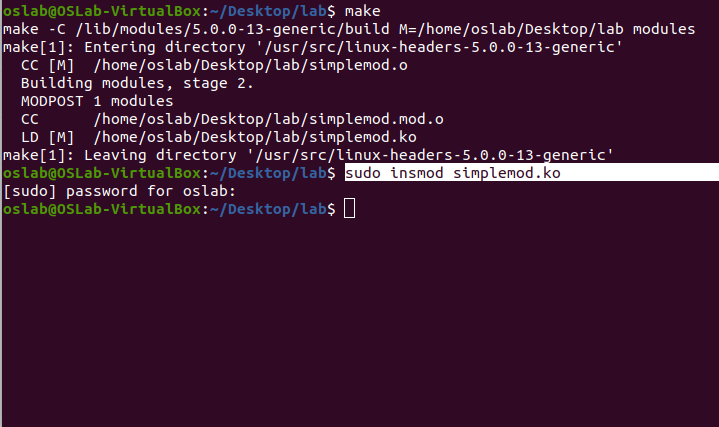 oslab@OSLab-VirtualBox:~/Desktop/lab$ make
make -C /lib/modules/5.0.0-13-generic/build M=/home/oslab/Desktop/lab modules
make[1]: Entering directory '/usr/src/linux-headers-5.0.0-13-generic'
  CC [M]  /home/oslab/Desktop/lab/simplemod.o
  Building modules, stage 2.
  MODPOST 1 modules
  CC      /home/oslab/Desktop/lab/simplemod.mod.o
  LD [M]  /home/oslab/Desktop/lab/simplemod.ko
make[1]: Leaving directory '/usr/src/linux-headers-5.0.0-13-generic'
oslab@OSLab-VirtualBox:~/Desktop/lab$ sudo insmod simplemod.ko
[sudo] password for oslab:
oslab@OSLab-VirtualBox:~/Desktop/lab$